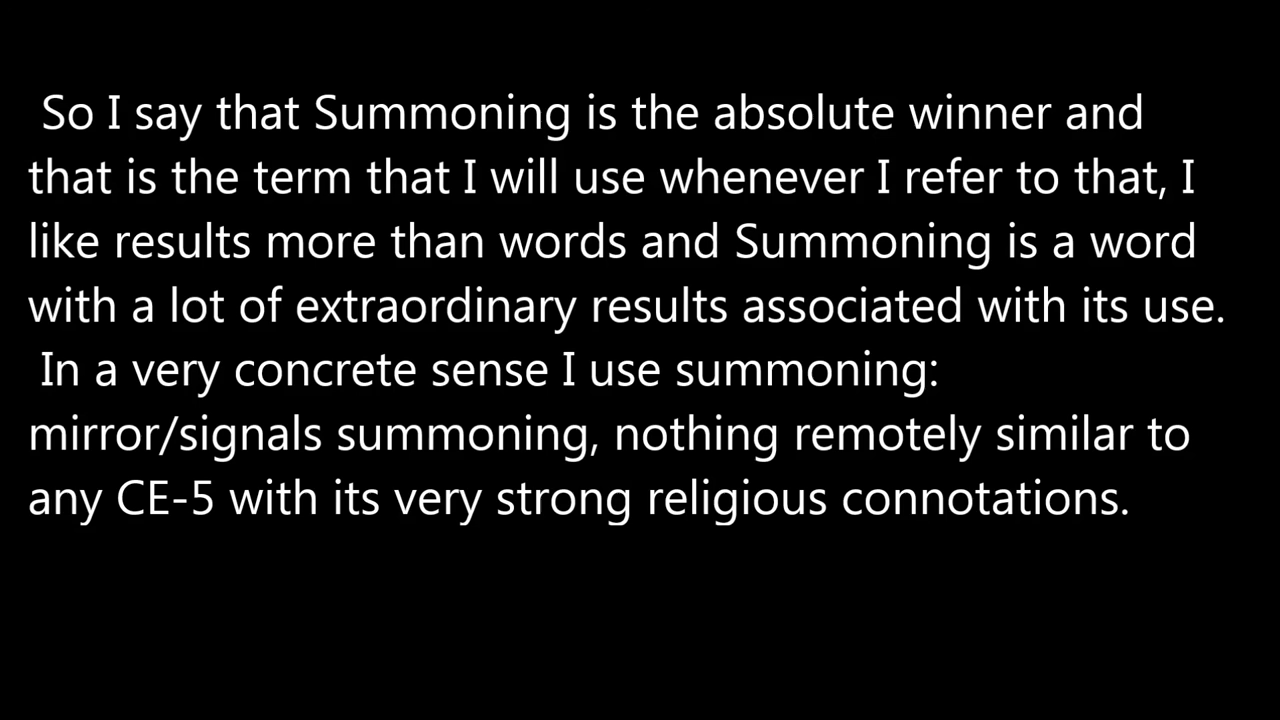 So I say that Summoning is the absolute winner and
that is the term that I will use whenever I refer to that, I
like results more than words and Summoning is a word
with a lot of extraordinary results associated with its use.
In a very concrete sense I use summoning:
mirror/signals summoning, nothing remotely similar to
any CE-5 with its very strong religious connotations.